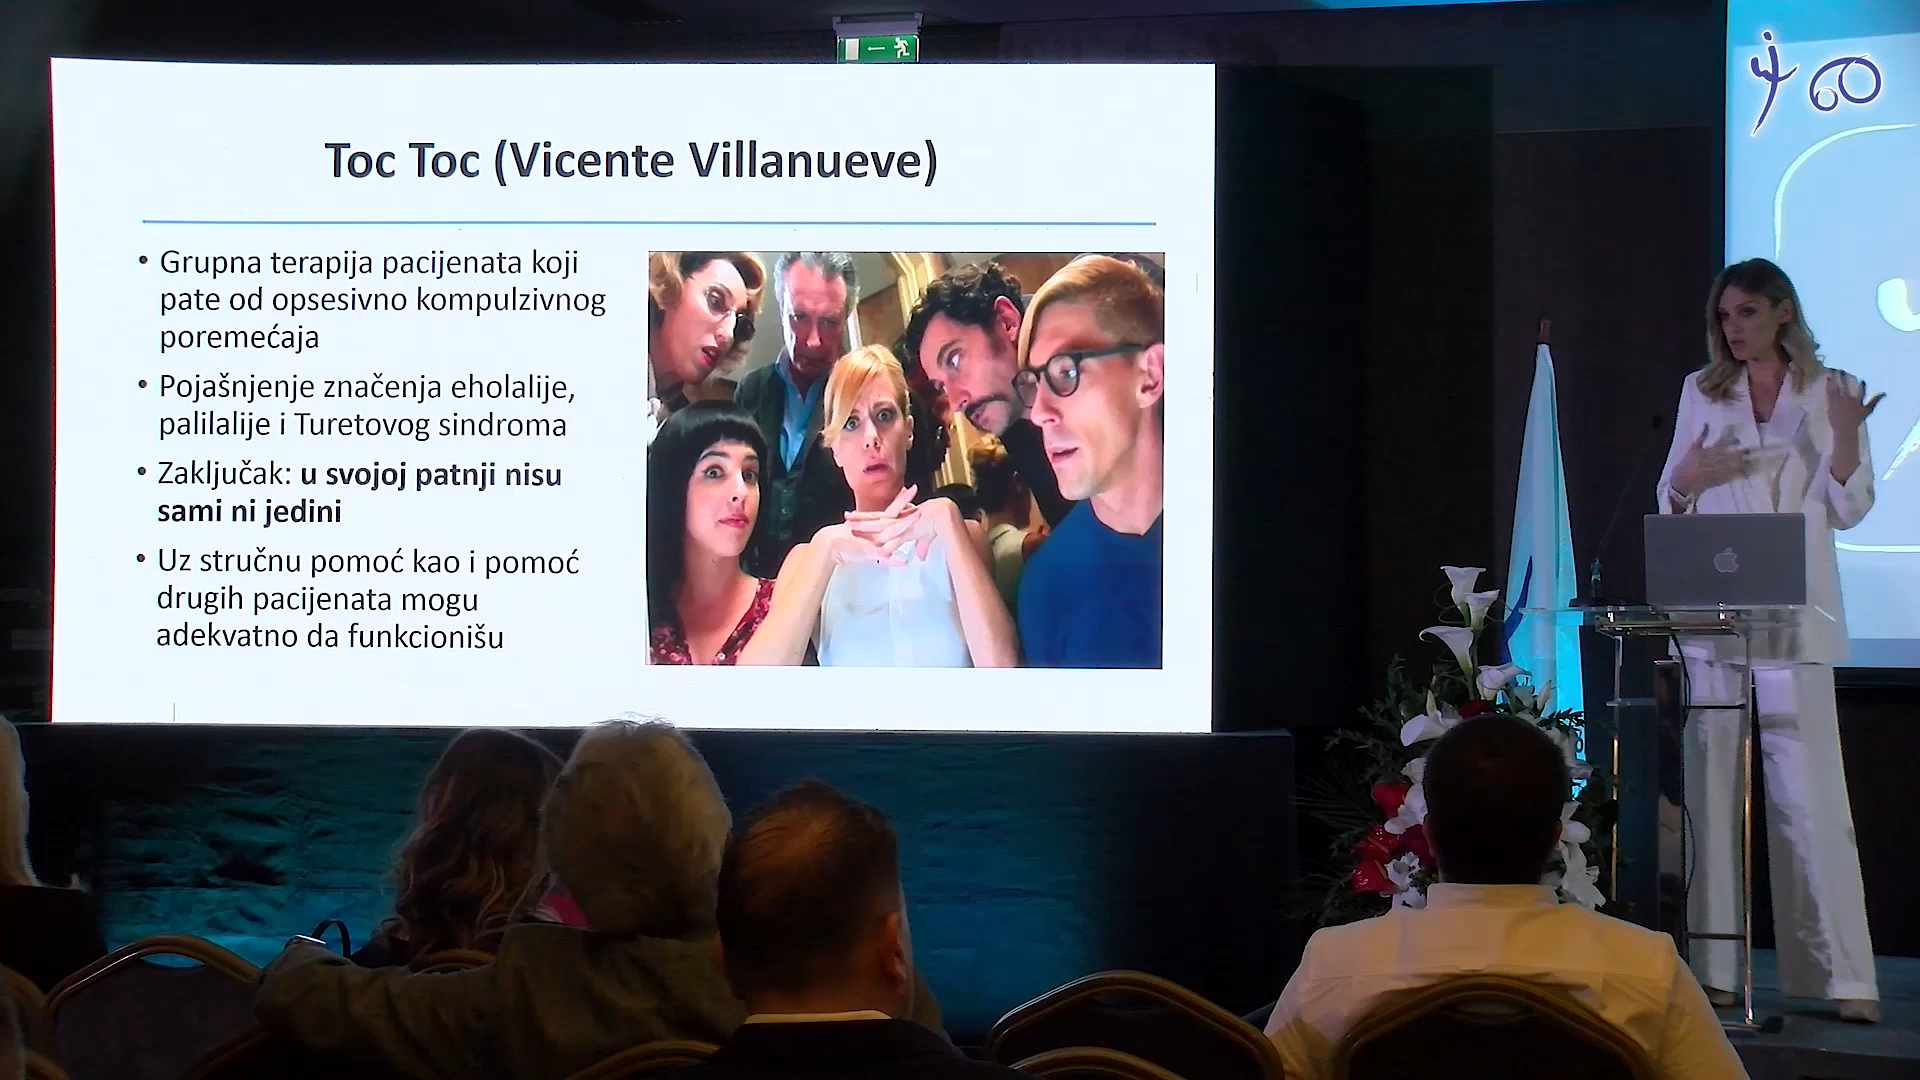 Toc Toc (Vicente Villanueve)
• Grupna terapija pacijenata koji
pate od opsesivno kompulzivnog
poremećaja
• Pojašnjenje značenja eholalije,
palilalije i Turetovog sindroma
• Zaključak: u svojoj patnji nisu
sami ni jedini
• Uz stručnu pomoć kao i pomoć
drugih pacijenata mogu
adekvatno da funkcionišu
60